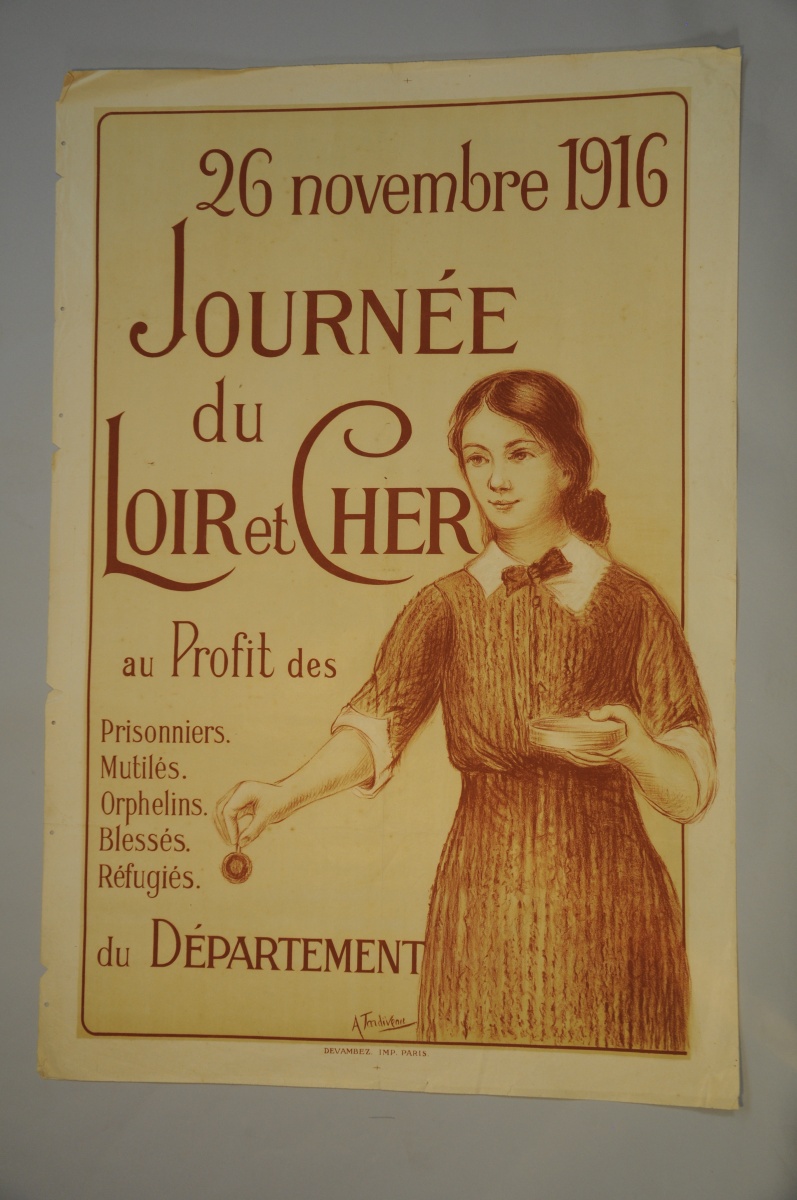 26 novembre 1916
JOURNÉE
du
LOIR et CHER
au Profit des
Prisonniers.
Mutilés.
Orphelins.
Blessés.
Réfugiés.
du DÉPARTEMENT
DEVAMBEZ IMP. PARIS